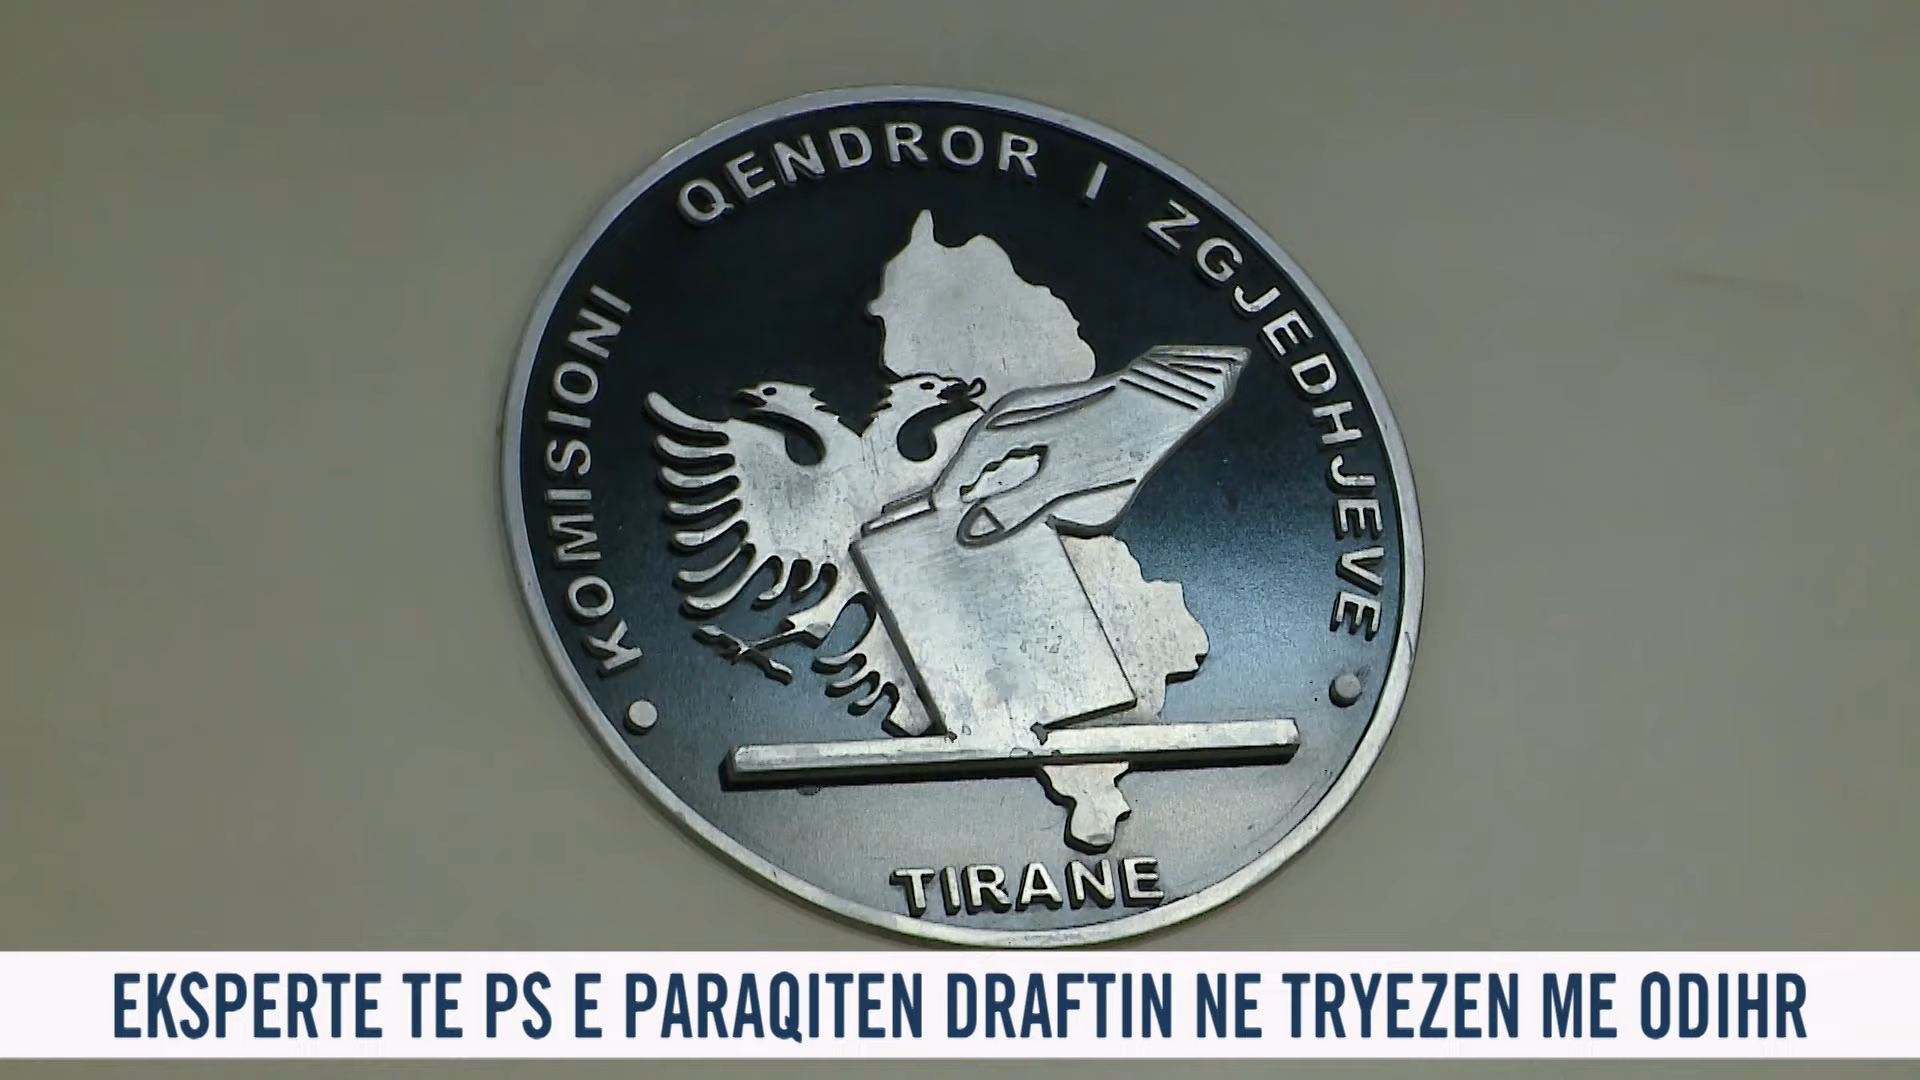 KOMISIONI QENDROR I ZGJEDHJEVE
TIRANE
EKSPERTE TE PS E PARAQITEN DRAFTIN NE TRYEZEN ME ODIHR